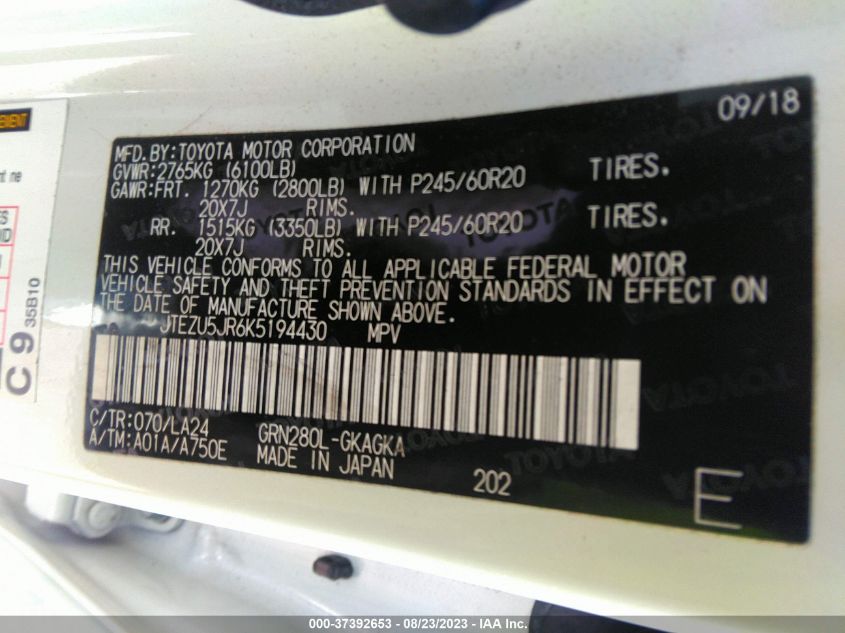 09/18
MFD.BY:TOYOTA MOTOR CORPORATION
GVWR:2765KG (6100LB)
GAWR:FRT. 1270KG (2800LB) WITH P245/60R20 TIRES.
20X7J RIMS.
RR. 1515KG (3350LB) WITH P245/60R20 TIRES.
20X7J RIMS.
THIS VEHICLE CONFORMS TO ALL APPLICABLE FEDERAL MOTOR
VEHICLE SAFETY AND THEFT PREVENTION STANDARDS IN EFFECT ON
THE DATE OF MANUFACTURE SHOWN ABOVE.
JTEZU5JR6K5194430 MPV
C/TR:070/LA24 GRN280L-GKAGKA
A/TM:A01A/A750E MADE IN JAPAN 202
E
C 9 35B10
000-37392653 - 08/23/2023 - IAA Inc.